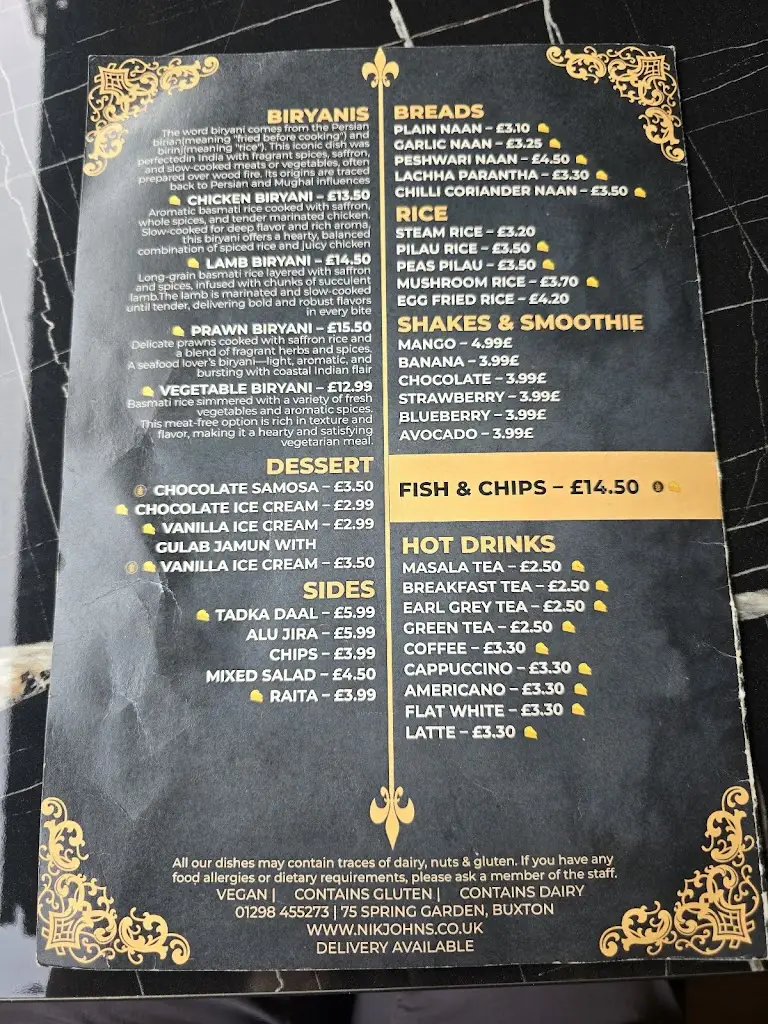 BIRYANIS
The word biryani comes from the Persian
birian(meaning "fried before cooking") and
birinj(meaning "rice"). This iconic dish was
perfectedin India with fragrant spices, saffron,
and slow-cooked meats or vegetables, often
prepared over wood fire. Its origins are traced
back to Persian and Mughal influences
CHICKEN BIRYANI – £13.50
Aromatic basmati rice cooked with saffron,
whole spices, and tender marinated chicken.
Slow-cooked for deep flavor and rich aroma,
this biryani offers a hearty, balanced
combination of spiced rice and juicy chicken
LAMB BIRYANI – £14.50
Long-grain basmati rice layered with saffron
and spices, infused with chunks of succulent
lamb.The lamb is marinated and slow-cooked
until tender, delivering bold and robust flavors
in every bite
PRAWN BIRYANI – £15.50
Delicate prawns cooked with saffron rice and
a blend of fragrant herbs and spices.
A seafood lover's biryani—light, aromatic, and
bursting with coastal Indian flair
VEGETABLE BIRYANI – £12.99
Basmati rice simmered with a variety of fresh
vegetables and aromatic spices.
This meat-free option is rich in texture and
flavor, making it a hearty and satisfying
vegetarian meal.
DESSERT
CHOCOLATE SAMOSA – £3.50
CHOCOLATE ICE CREAM – £2.99
VANILLA ICE CREAM – £2.99
GULAB JAMUN WITH
VANILLA ICE CREAM – £3.50
SIDES
TADKA DAAL – £5.99
ALU JIRA – £5.99
CHIPS – £3.99
MIXED SALAD – £4.50
RAITA – £3.99
BREADS
PLAIN NAAN – £3.10
GARLIC NAAN – £3.25
PESHWARI NAAN – £4.50
LACHHA PARANTHA – £3.30
CHILLI CORIANDER NAAN – £3.50
RICE
STEAM RICE – £3.20
PILAU RICE – £3.50
PEAS PILAU – £3.50
MUSHROOM RICE – £3.70
EGG FRIED RICE – £4.20
SHAKES & SMOOTHIE
MANGO – 4.99£
BANANA – 3.99£
CHOCOLATE – 3.99£
STRAWBERRY – 3.99£
BLUEBERRY – 3.99£
AVOCADO – 3.99£
FISH & CHIPS – £14.50
HOT DRINKS
MASALA TEA – £2.50
BREAKFAST TEA – £2.50
EARL GREY TEA – £2.50
GREEN TEA – £2.50
COFFEE – £3.30
CAPPUCCINO – £3.30
AMERICANO – £3.30
FLAT WHITE – £3.30
LATTE – £3.30
All our dishes may contain traces of dairy, nuts & gluten. If you have any
food allergies or dietary requirements, please ask a member of the staff.
VEGAN | CONTAINS GLUTEN | CONTAINS DAIRY
01298 455273 | 75 SPRING GARDEN, BUXTON
WWW.NIKJOHNS.CO.UK
DELIVERY AVAILABLE